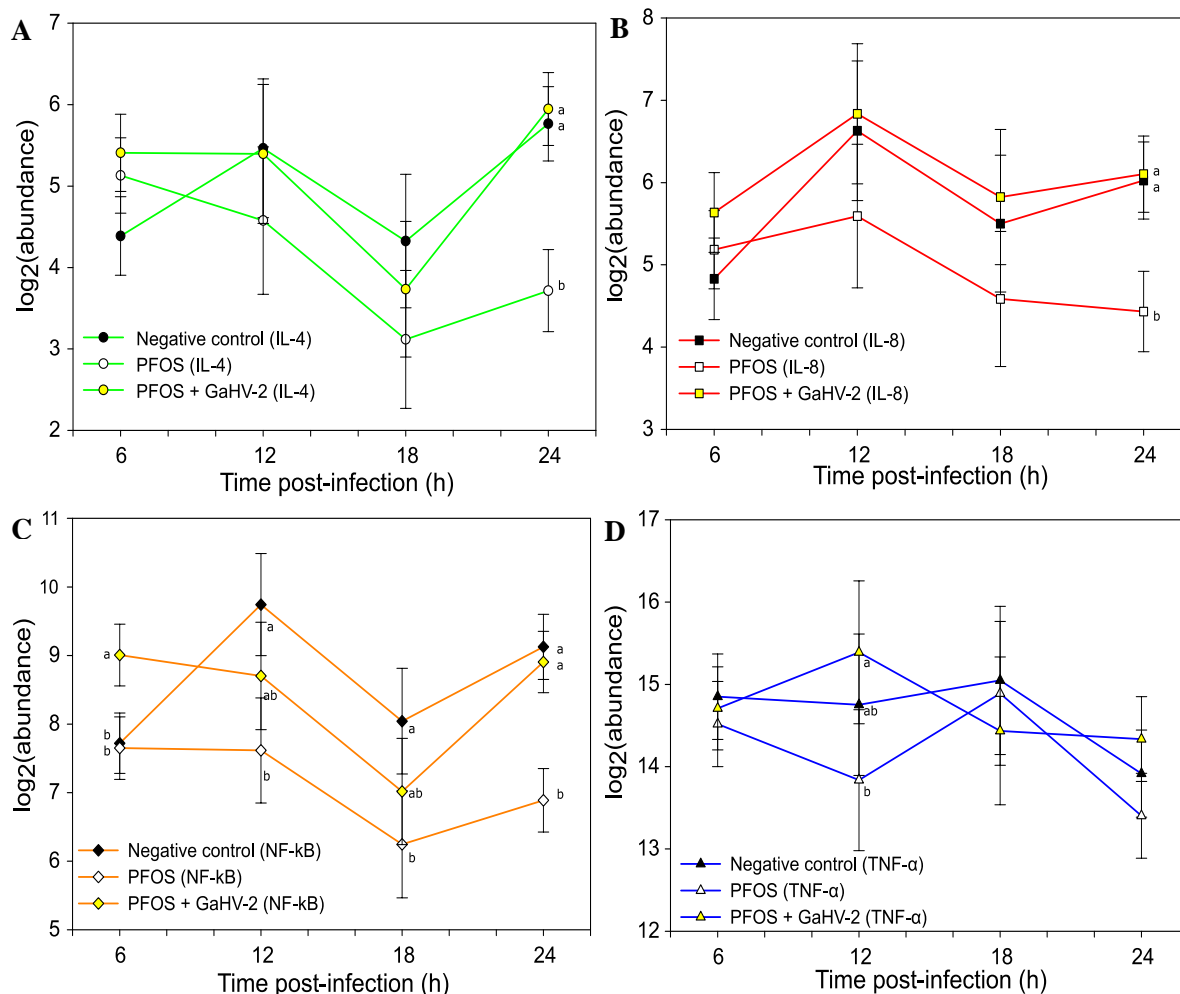 A
7
6
5
4
3
2
log2(abundance)
a
a
b
Negative control (IL-4)
PFOS (IL-4)
PFOS + GaHV-2 (IL-4)
6 12 18 24
Time post-infection (h)
B
8
7
6
5
4
3
log2(abundance)
a
a
b
Negative control (IL-8)
PFOS (IL-8)
PFOS + GaHV-2 (IL-8)
6 12 18 24
Time post-infection (h)
C
11
10
9
8
7
6
5
log2(abundance)
a
b
b
a
ab
b
a
ab
b
a
a
b
Negative control (NF-kB)
PFOS (NF-kB)
PFOS + GaHV-2 (NF-kB)
6 12 18 24
Time post-infection (h)
D
17
16
15
14
13
12
log2(abundance)
a
ab
b
Negative control (TNF-α)
PFOS (TNF-α)
PFOS + GaHV-2 (TNF-α)
6 12 18 24
Time post-infection (h)